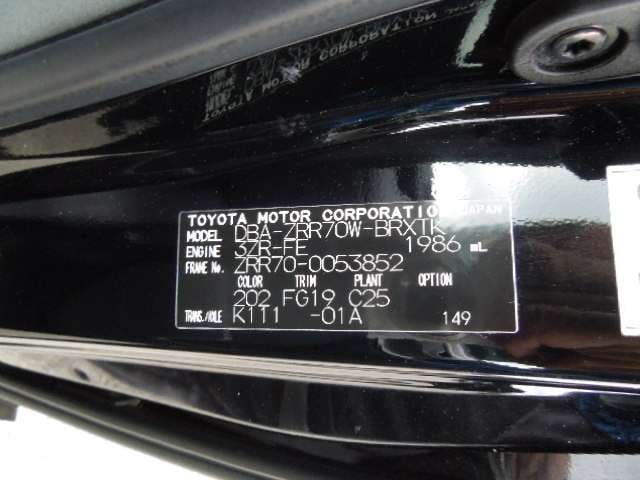 TOYOTA MOTOR CORPORATION JAPAN
MODEL DBA-ZRR70W-BRXTK
ENGINE 3ZR-FE 1986 mL
FRAME No. ZRR70-0053852
COLOR TRIM PLANT OPTION
202 FG19 C25
TRANS./AXLE K1T1 -01A 149